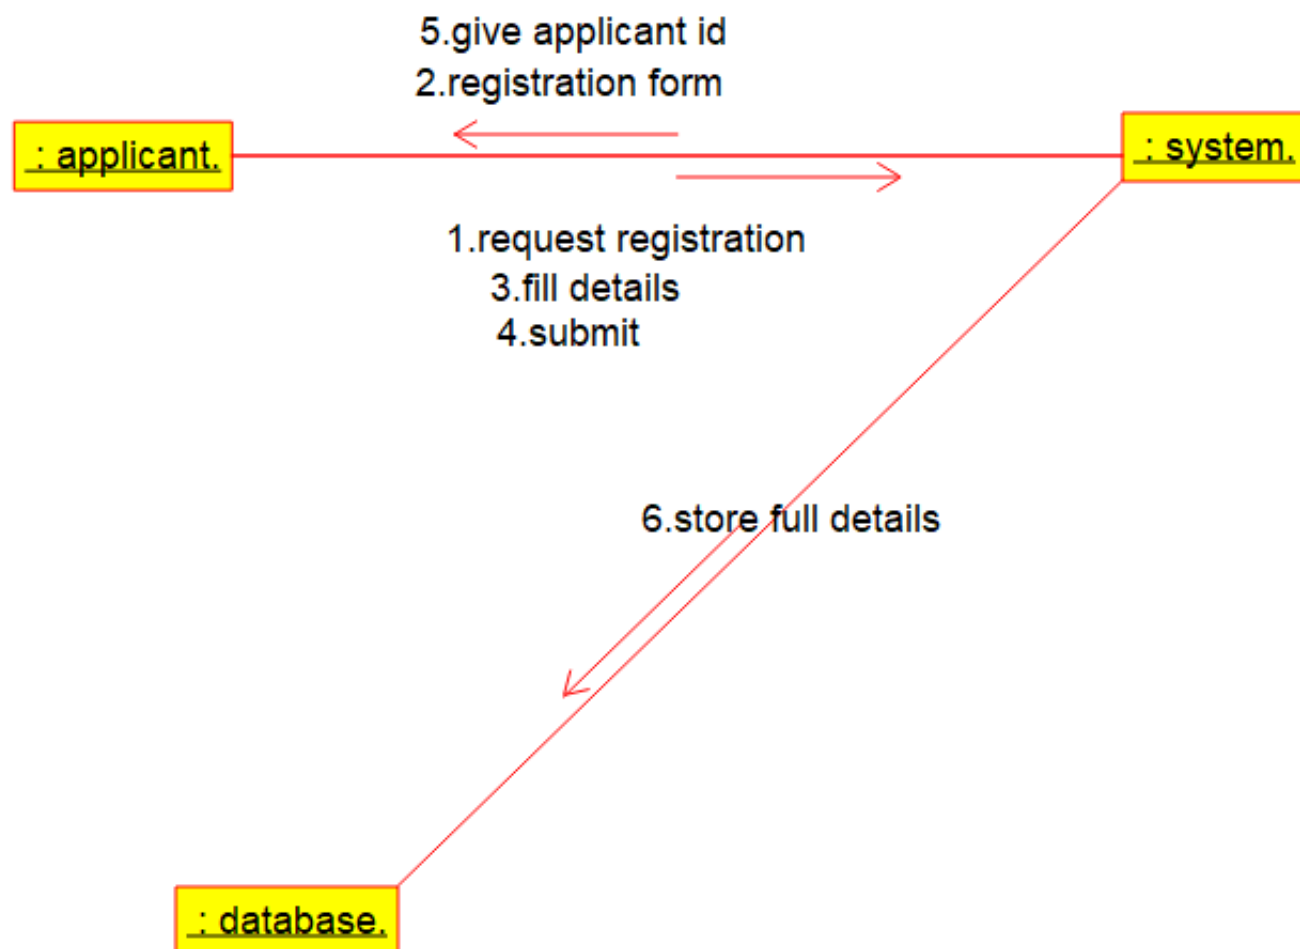 5.give applicant id
2.registration form
: applicant.
: system.
1.request registration
3.fill details
4.submit
6.store full details
: database.